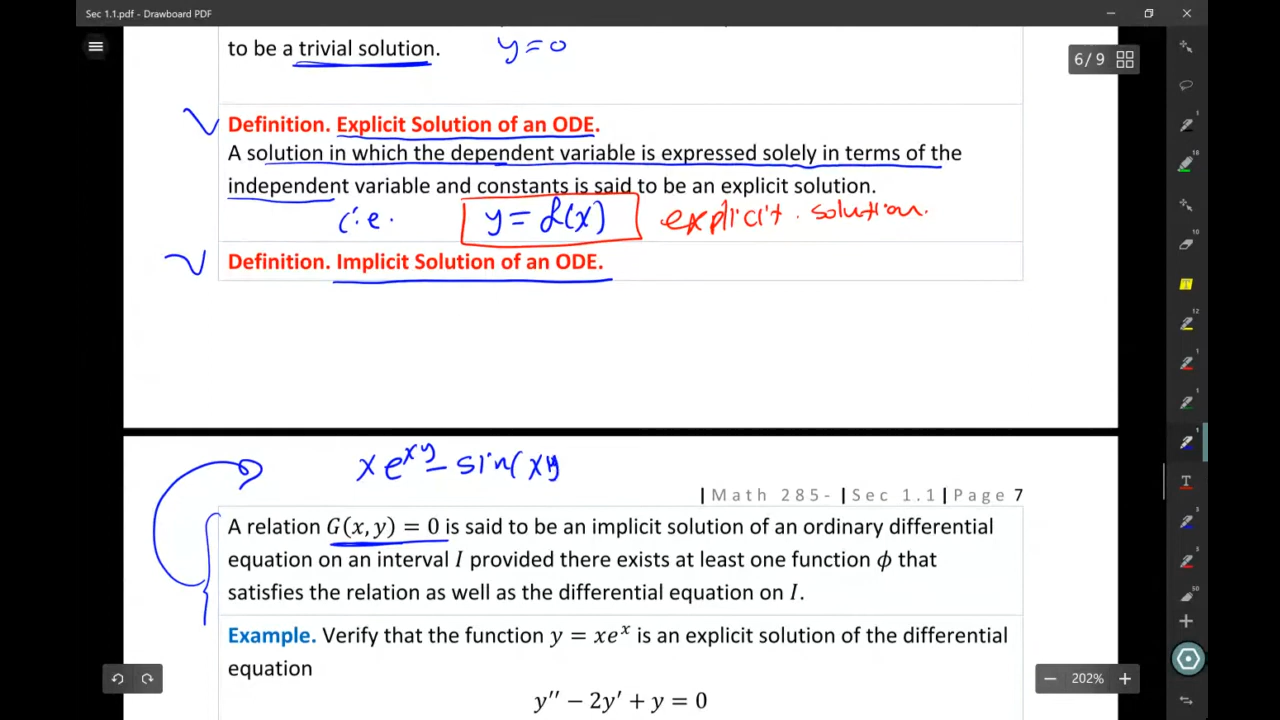 Sec 1.1.pdf - Drawboard PDF
to be a trivial solution. y = 0
6/9
Definition. Explicit Solution of an ODE.
A solution in which the dependent variable is expressed solely in terms of the
independent variable and constants is said to be an explicit solution.
i.e. y = f(x) explicit solution.
Definition. Implicit Solution of an ODE.
xe^{xy} - sin(xy
|Math 285- |Sec 1.1|Page 7
A relation G(x, y) = 0 is said to be an implicit solution of an ordinary differential
equation on an interval I provided there exists at least one function ϕ that
satisfies the relation as well as the differential equation on I.
Example. Verify that the function y = xe^x is an explicit solution of the differential
equation
202%
y′′ − 2y′ + y = 0